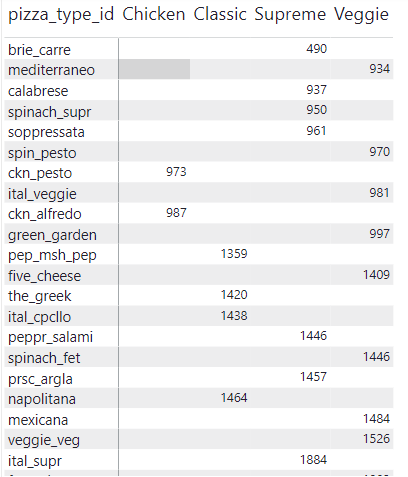 pizza_type_id Chicken Classic Supreme Veggie
brie_carre 490
mediterraneo 934
calabrese 937
spinach_supr 950
soppressata 961
spin_pesto 970
ckn_pesto 973
ital_veggie 981
ckn_alfredo 987
green_garden 997
pep_msh_pep 1359
five_cheese 1409
the_greek 1420
ital_cpcllo 1438
peppr_salami 1446
spinach_fet 1446
prsc_argla 1457
napolitana 1464
mexicana 1484
veggie_veg 1526
ital_supr 1884